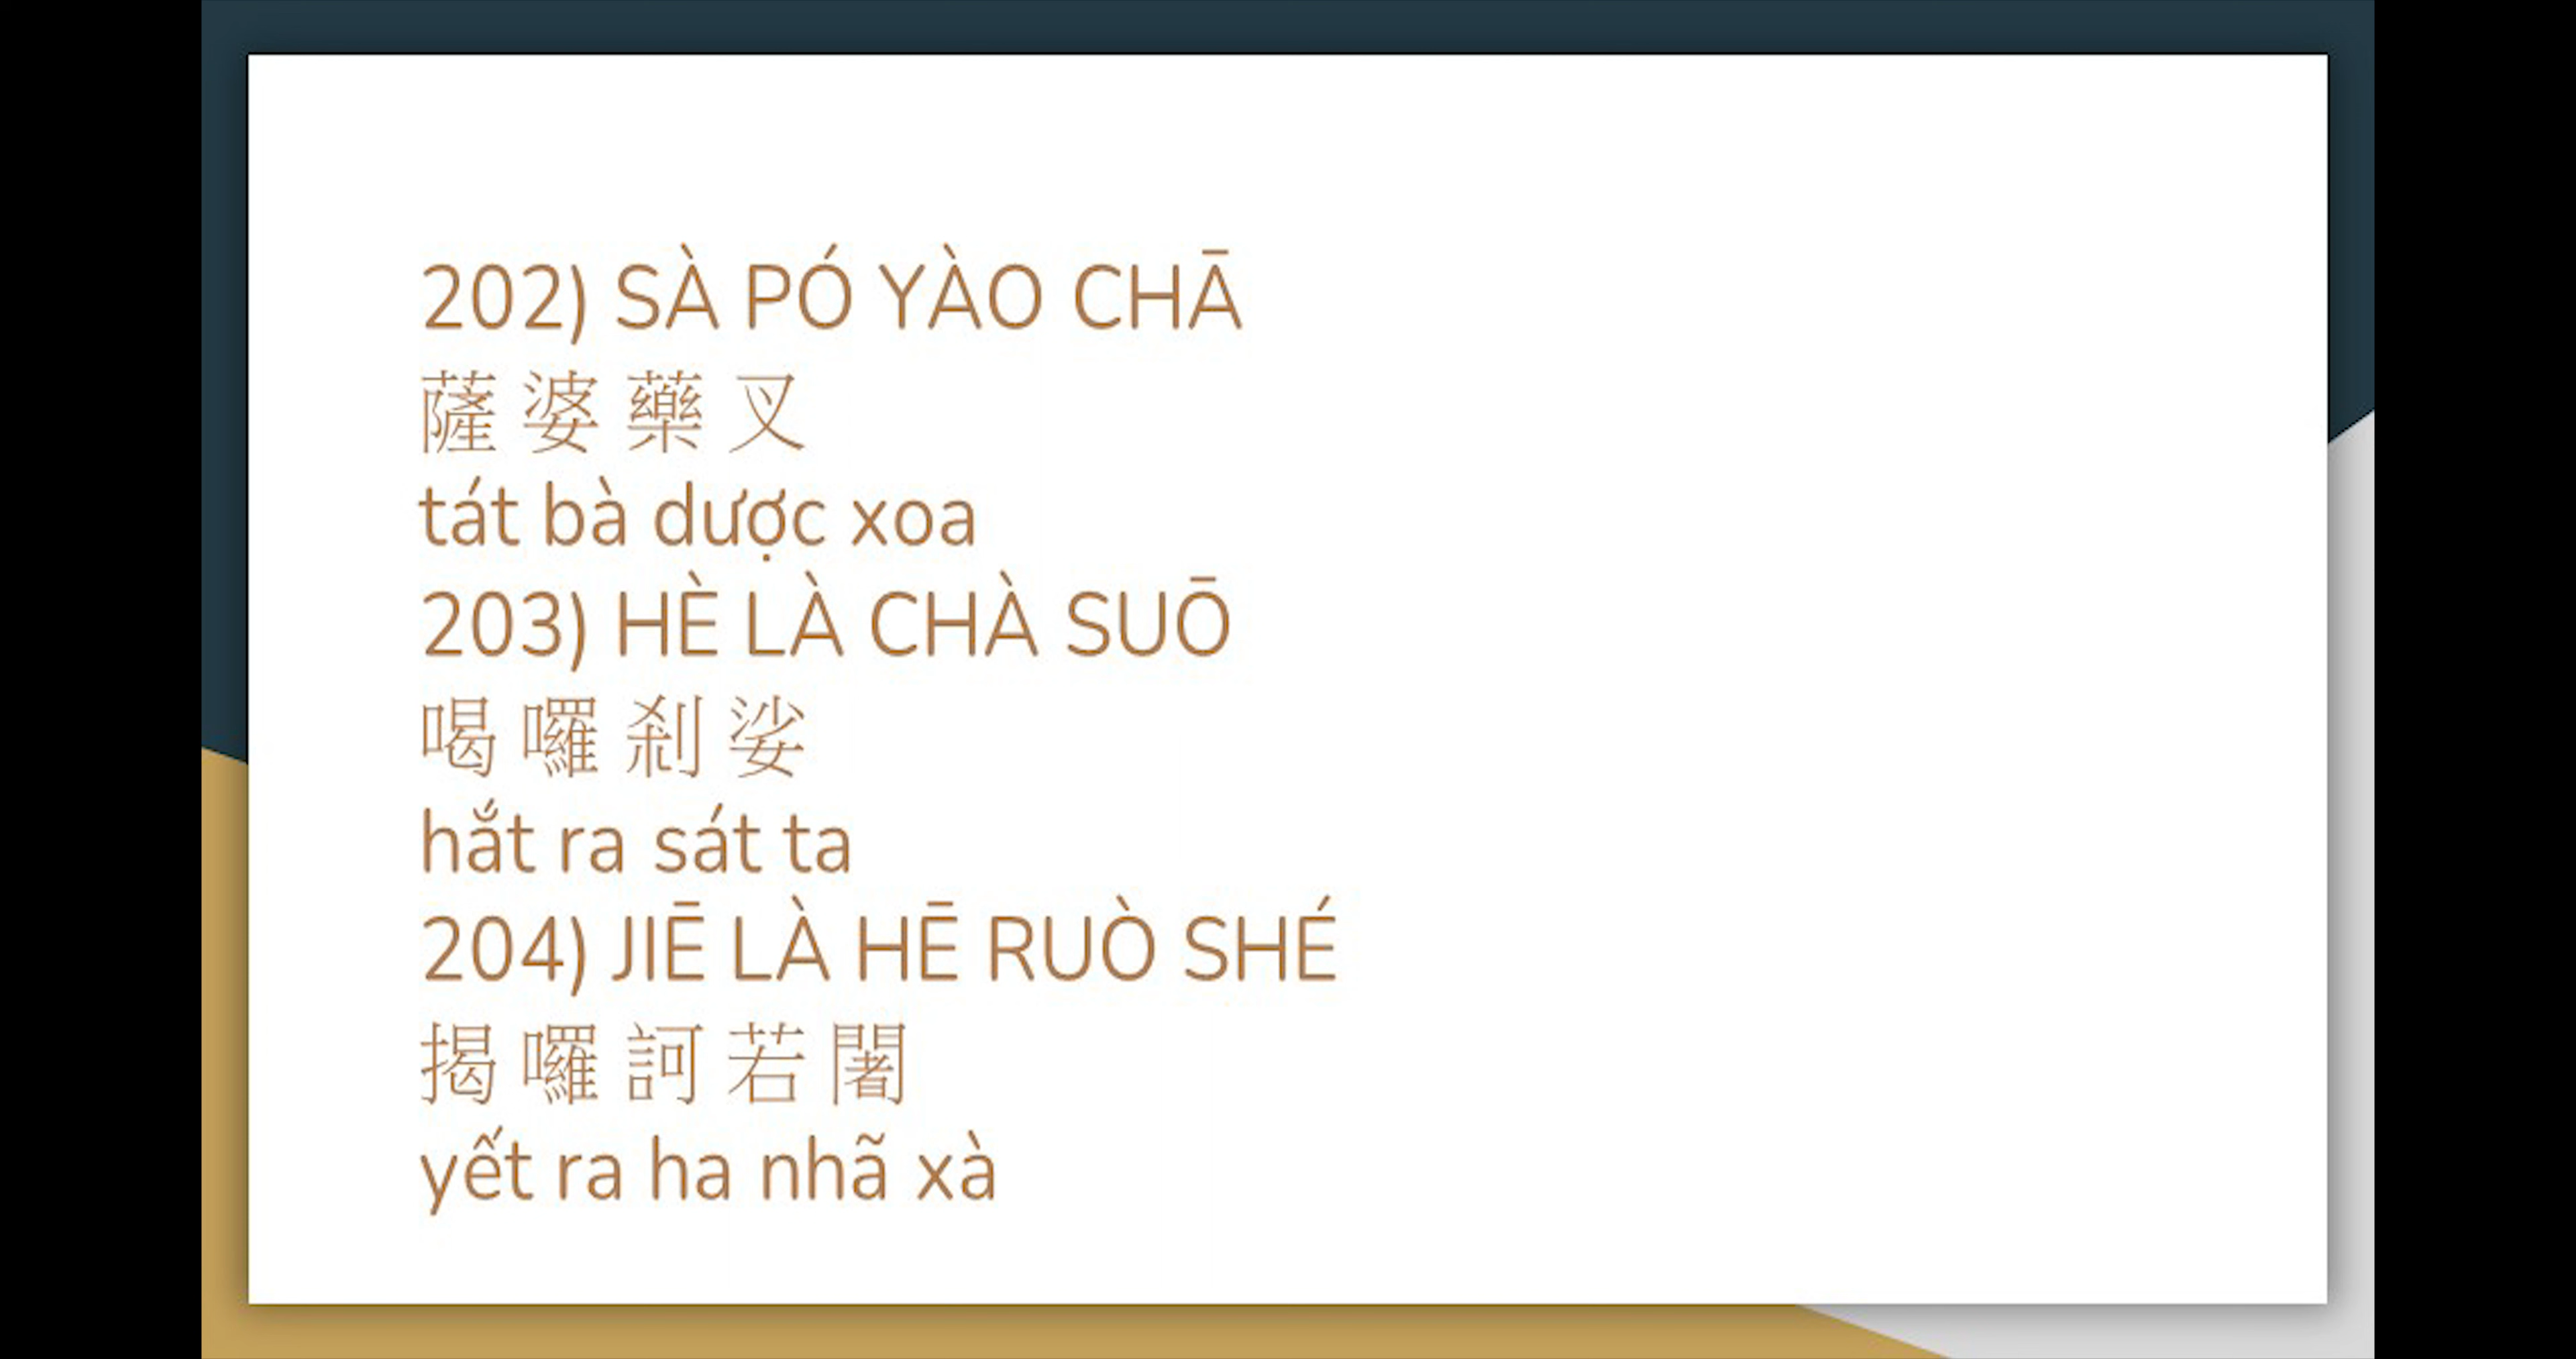 202) SÀ PÓ YÀO CHĀ
薩 婆 藥 叉
tát bà dược xoa
203) HÈ LÀ CHÀ SUŌ
喝 囉 剎 娑
hắt ra sát ta
204) JIĒ LÀ HĒ RUÒ SHÉ
揭 囉 訶 若 闍
yết ra ha nhã xà